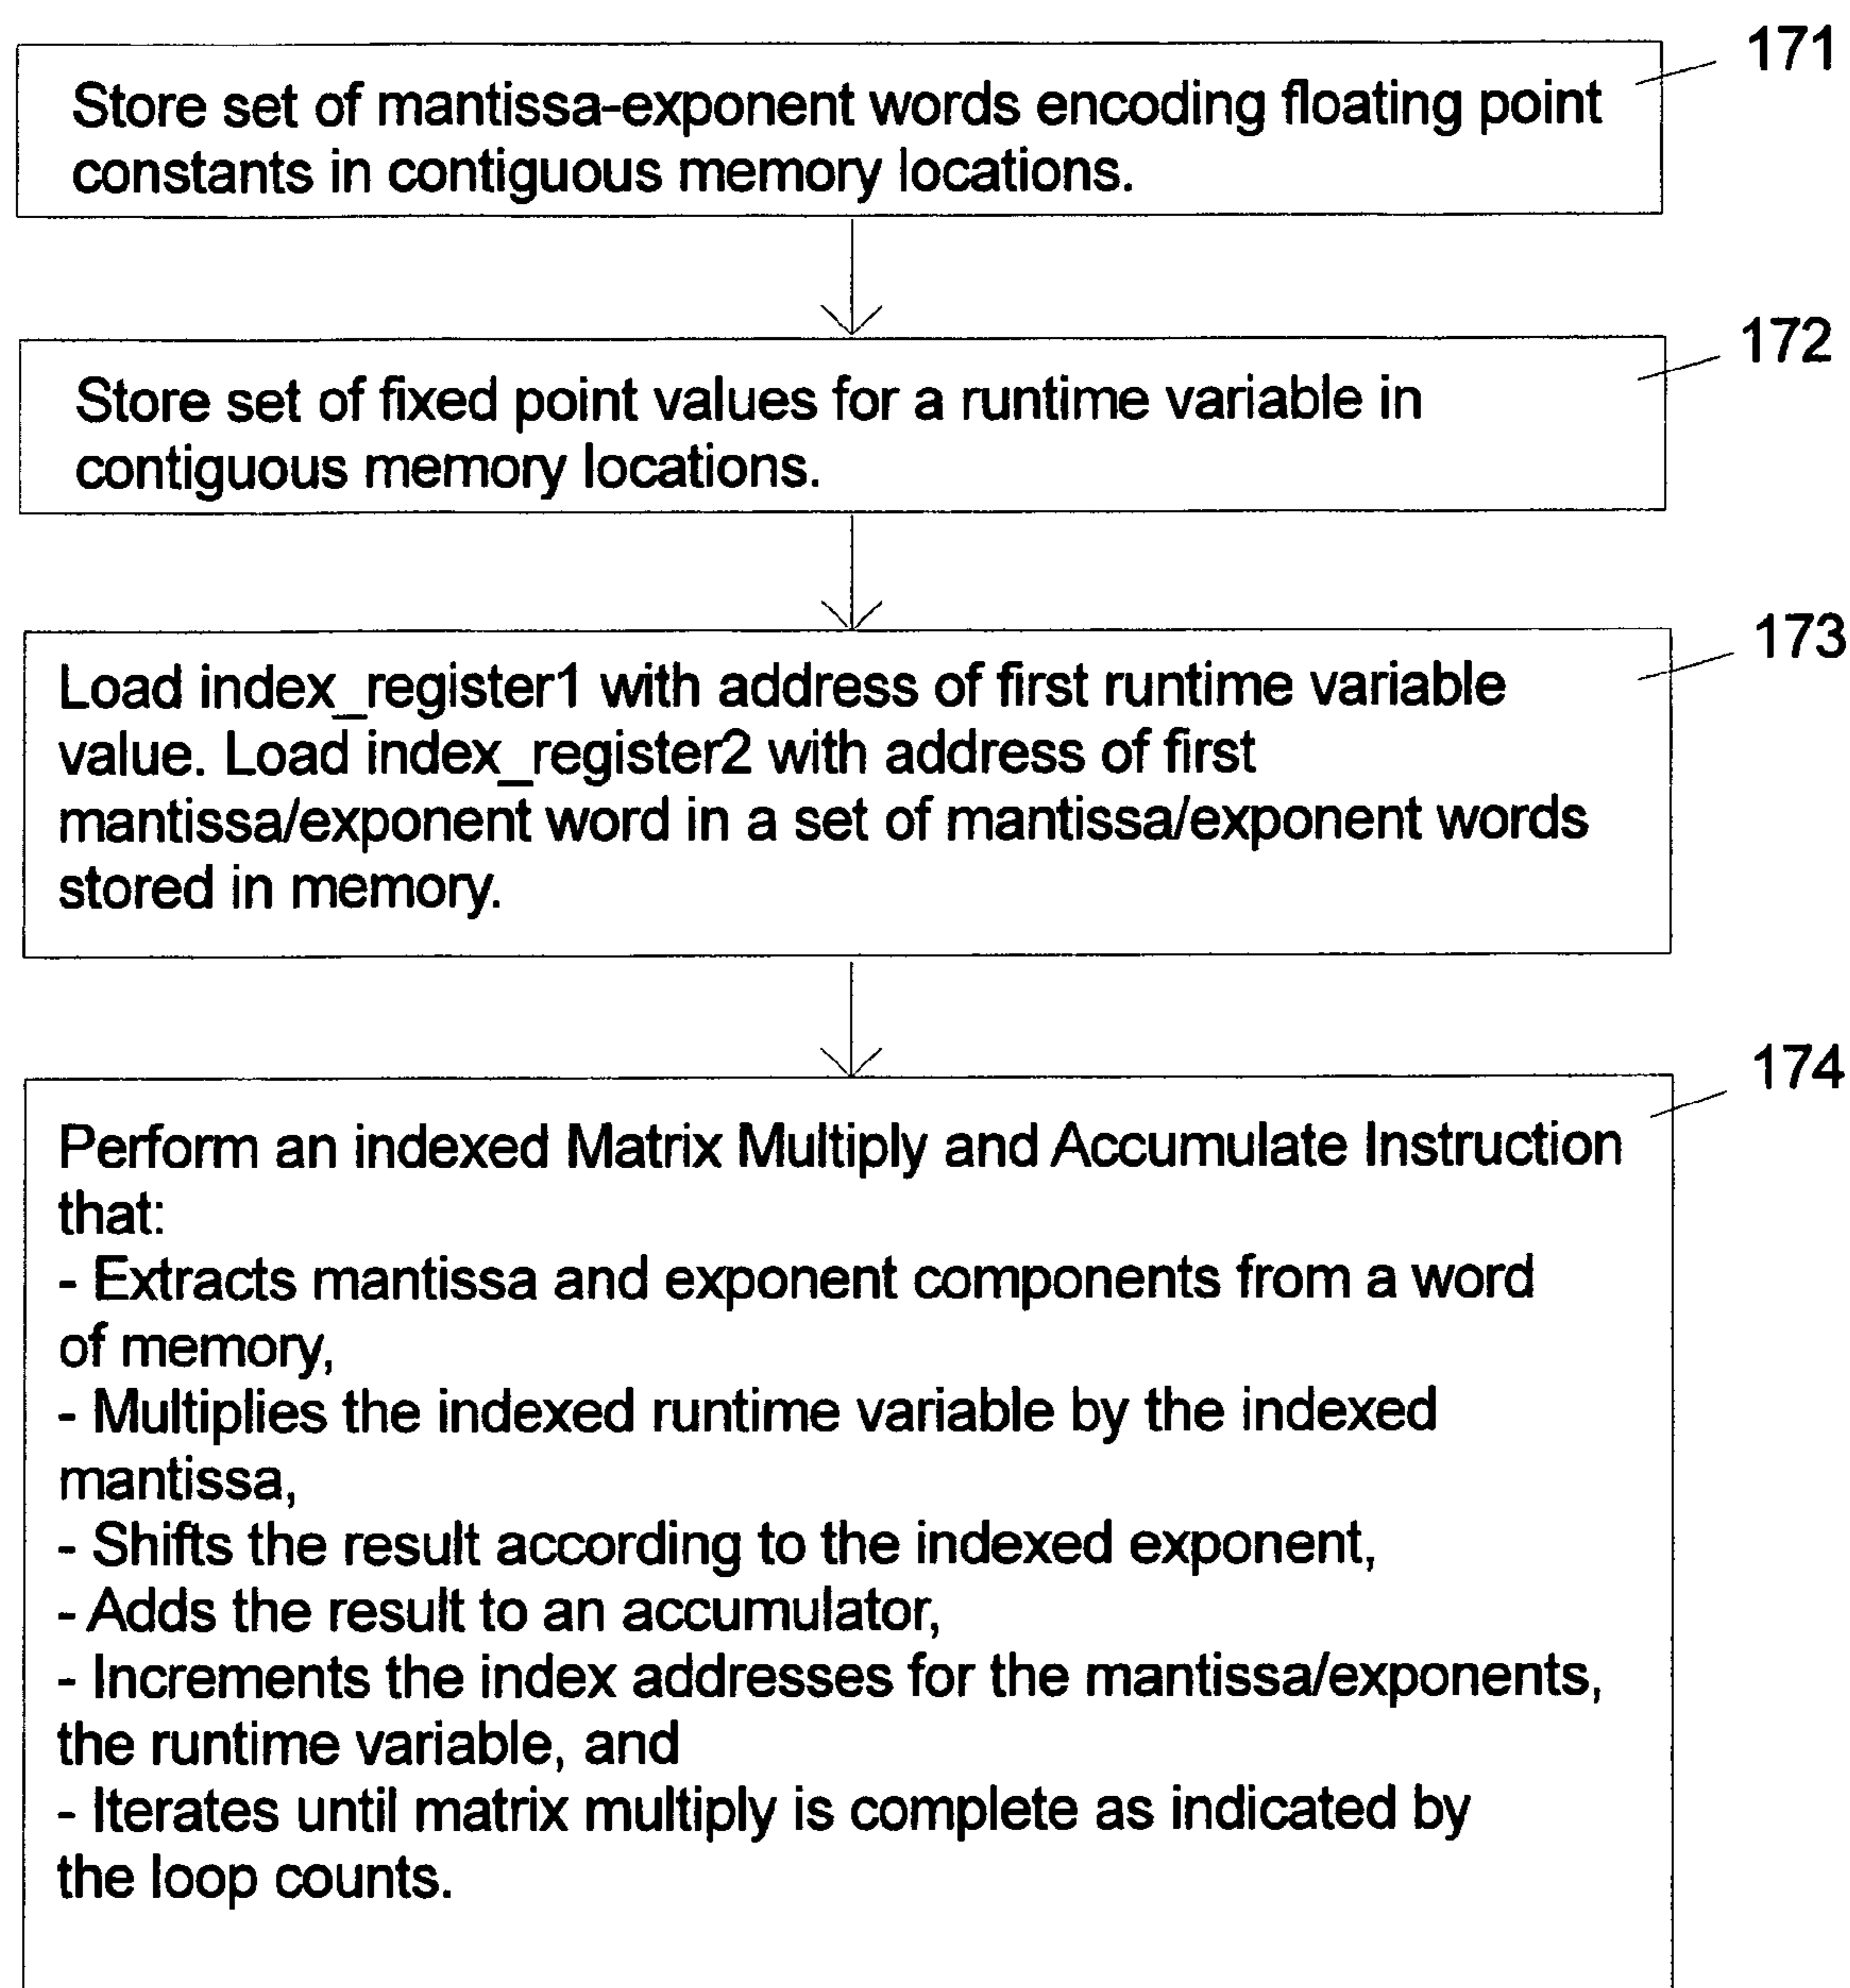 171
Store set of mantissa-exponent words encoding floating point
constants in contiguous memory locations.
172
Store set of fixed point values for a runtime variable in
contiguous memory locations.
173
Load index_register1 with address of first runtime variable
value. Load index_register2 with address of first
mantissa/exponent word in a set of mantissa/exponent words
stored in memory.
174
Perform an indexed Matrix Multiply and Accumulate Instruction
that:
- Extracts mantissa and exponent components from a word
of memory,
- Multiplies the indexed runtime variable by the indexed
mantissa,
- Shifts the result according to the indexed exponent,
- Adds the result to an accumulator,
- Increments the index addresses for the mantissa/exponents,
the runtime variable, and
- Iterates until matrix multiply is complete as indicated by
the loop counts.